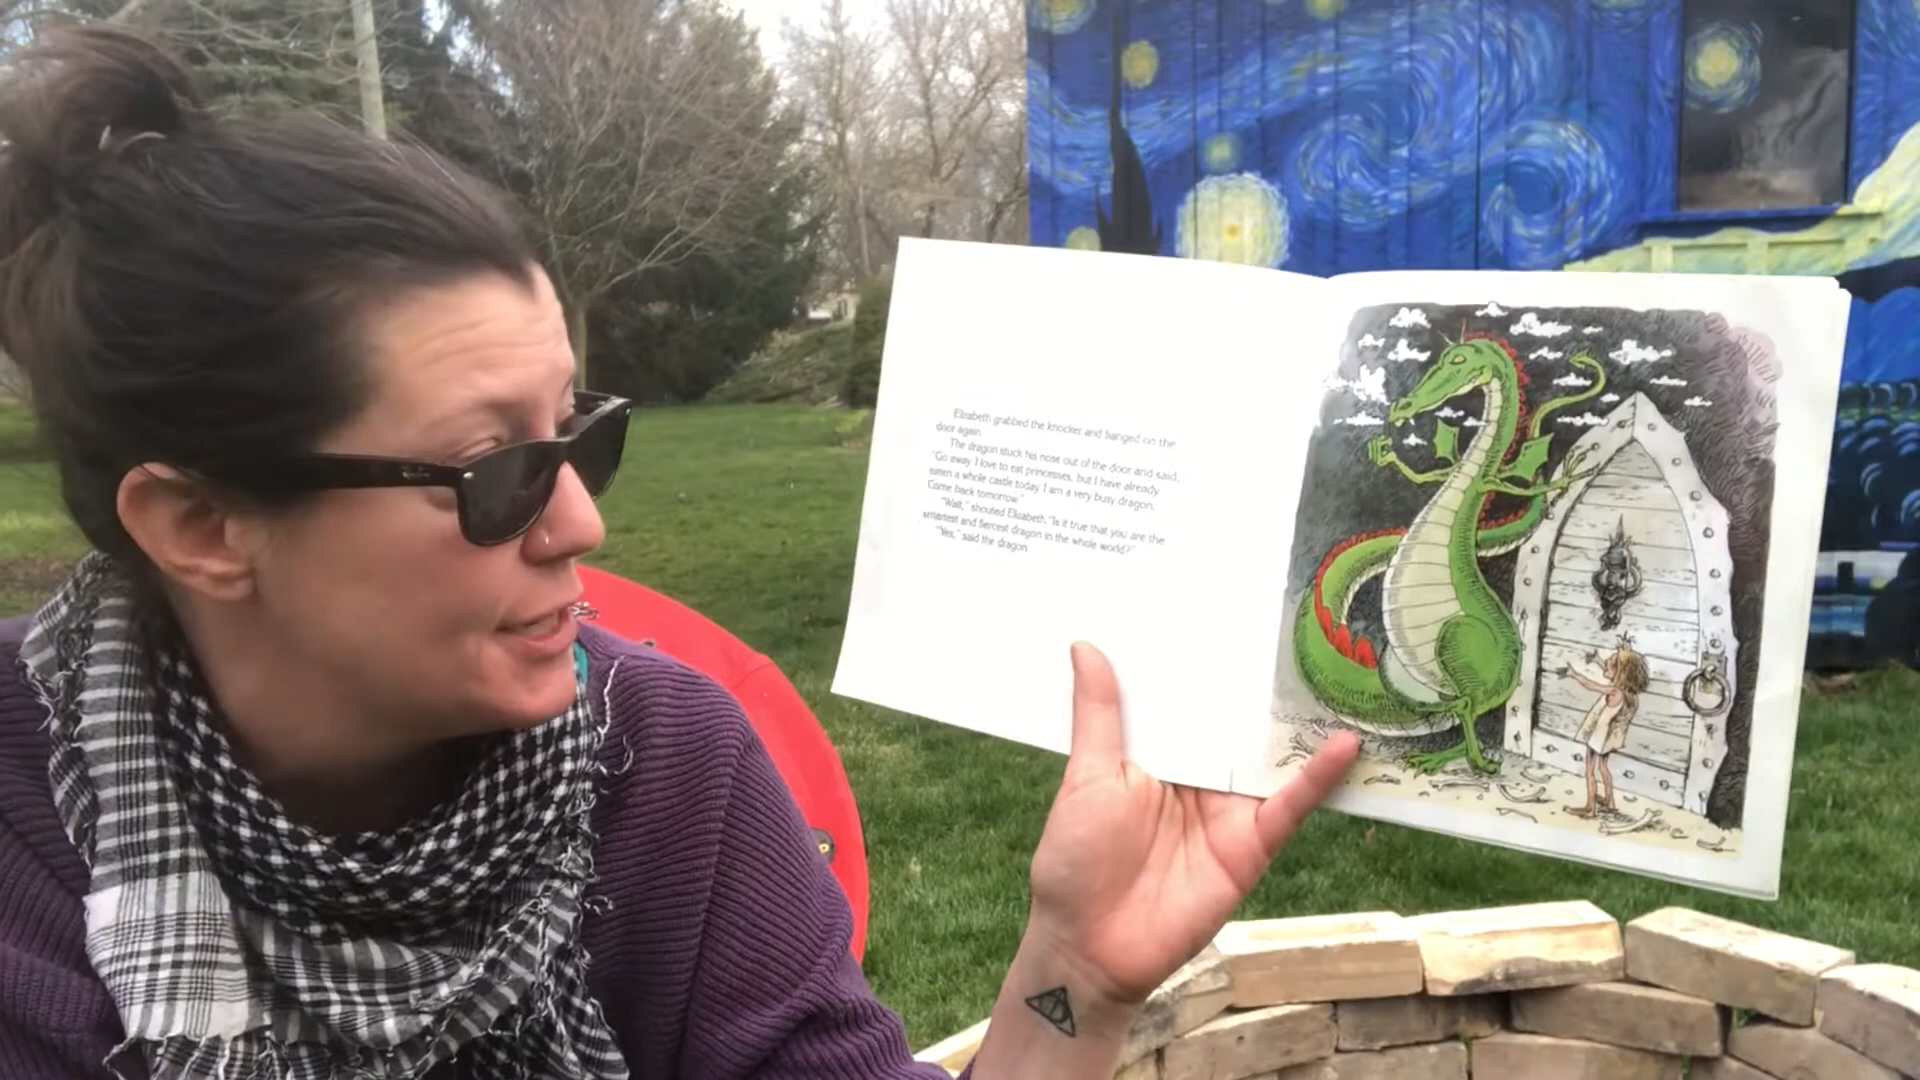 Elizabeth grabbed the knocker and banged on the
door again.
The dragon stuck his nose out of the door and said,
"Go away. I love to eat princesses, but I have already
eaten a whole castle today. I am a very busy dragon.
Come back tomorrow."
"Wait," shouted Elizabeth. "Is it true that you are the
smartest and fiercest dragon in the whole world?"
"Yes," said the dragon.